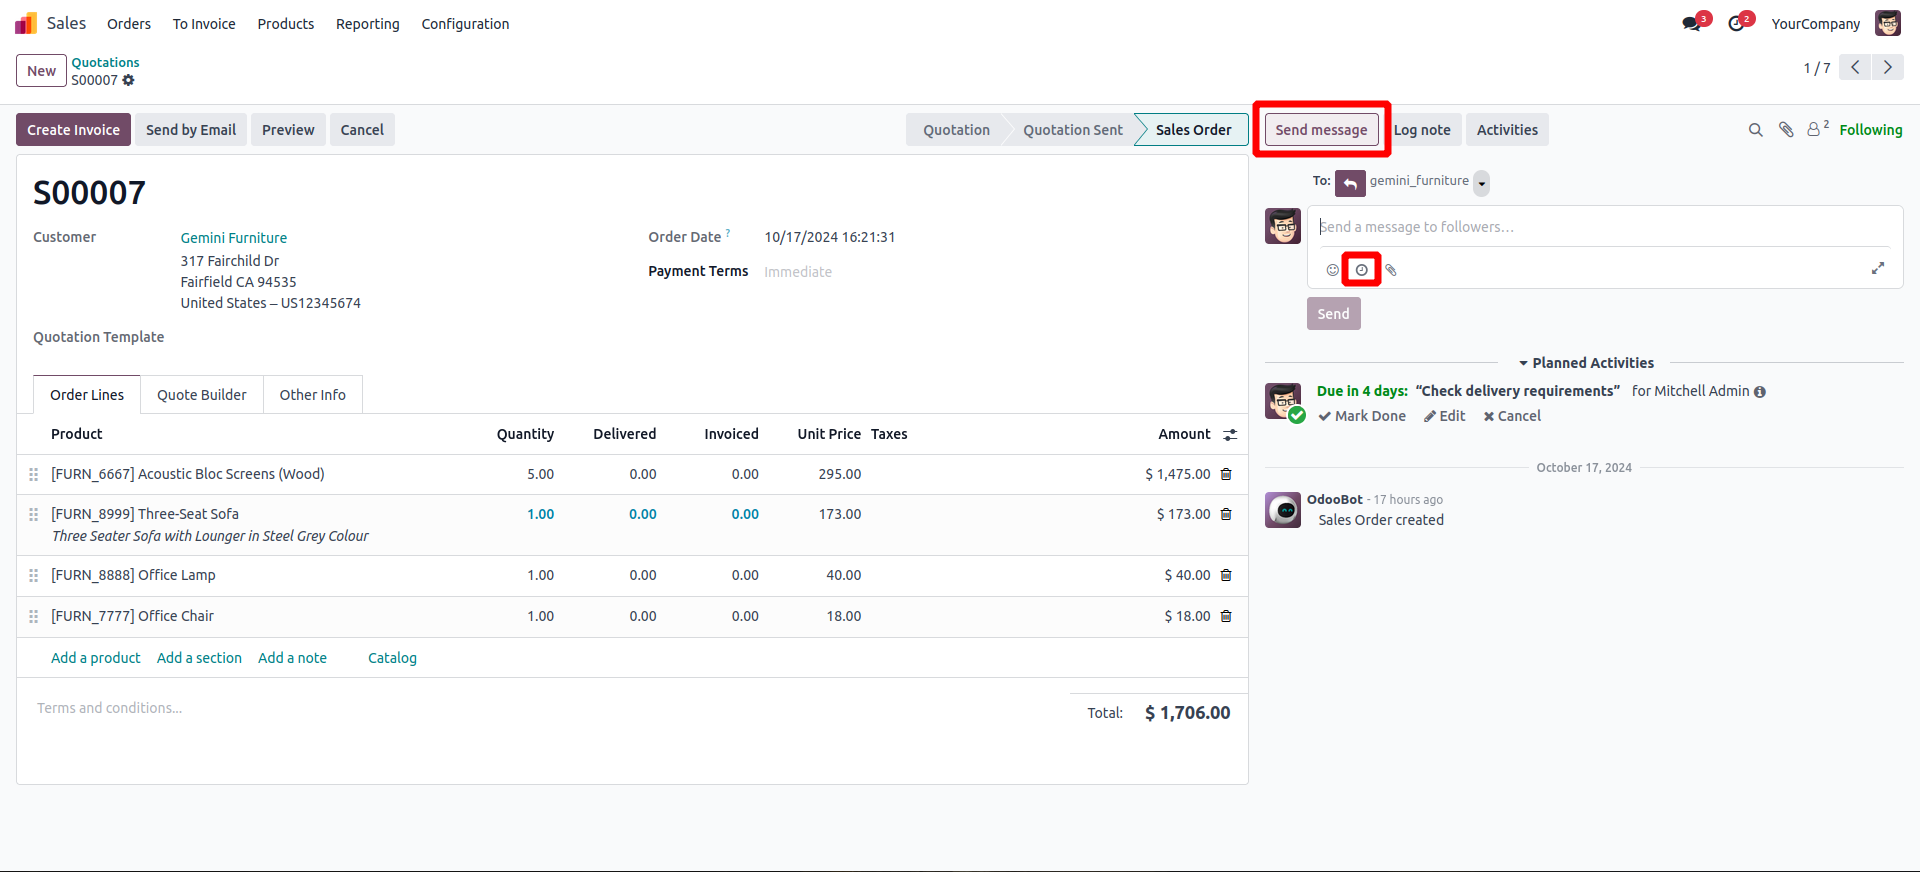 Sales Orders To Invoice Products Reporting Configuration 3 2 YourCompany
New Quotations
S00007 1 / 7
Create Invoice Send by Email Preview Cancel Quotation Quotation Sent Sales Order Send message Log note Activities 2 Following
S00007
Customer Gemini Furniture
317 Fairchild Dr
Fairfield CA 94535
United States – US12345674
Order Date ? 10/17/2024 16:21:31
Payment Terms Immediate
Quotation Template
Order Lines Quote Builder Other Info
Product Quantity Delivered Invoiced Unit Price Taxes Amount
[FURN_6667] Acoustic Bloc Screens (Wood) 5.00 0.00 0.00 295.00 $ 1,475.00
[FURN_8999] Three-Seat Sofa 1.00 0.00 0.00 173.00 $ 173.00
Three Seater Sofa with Lounger in Steel Grey Colour
[FURN_8888] Office Lamp 1.00 0.00 0.00 40.00 $ 40.00
[FURN_7777] Office Chair 1.00 0.00 0.00 18.00 $ 18.00
Add a product Add a section Add a note Catalog
Terms and conditions...
Total: $ 1,706.00
To: gemini_furniture
Send a message to followers…
Send
Planned Activities
Due in 4 days: “Check delivery requirements” for Mitchell Admin
Mark Done Edit Cancel
October 17, 2024
OdooBot - 17 hours ago
Sales Order created